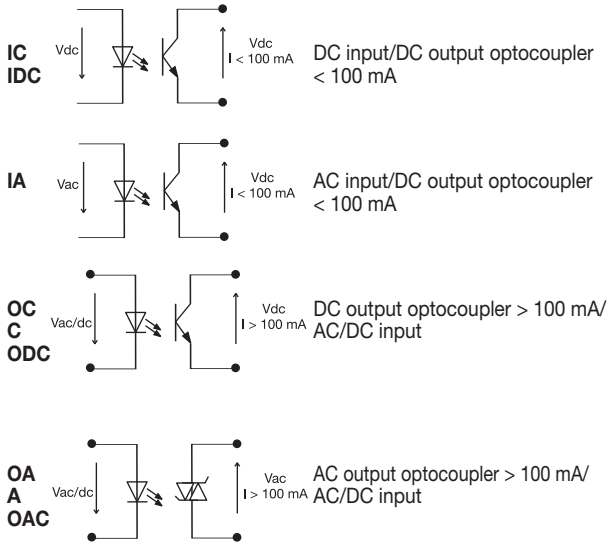 IC
IDC
Vdc
Vdc
I < 100 mA
DC input/DC output optocoupler
< 100 mA
IA
Vac
Vdc
I < 100 mA
AC input/DC output optocoupler
< 100 mA
OC
C
ODC
Vac/dc
Vdc
I > 100 mA
DC output optocoupler > 100 mA/
AC/DC input
OA
A
OAC
Vac/dc
Vac
I > 100 mA
AC output optocoupler > 100 mA/
AC/DC input